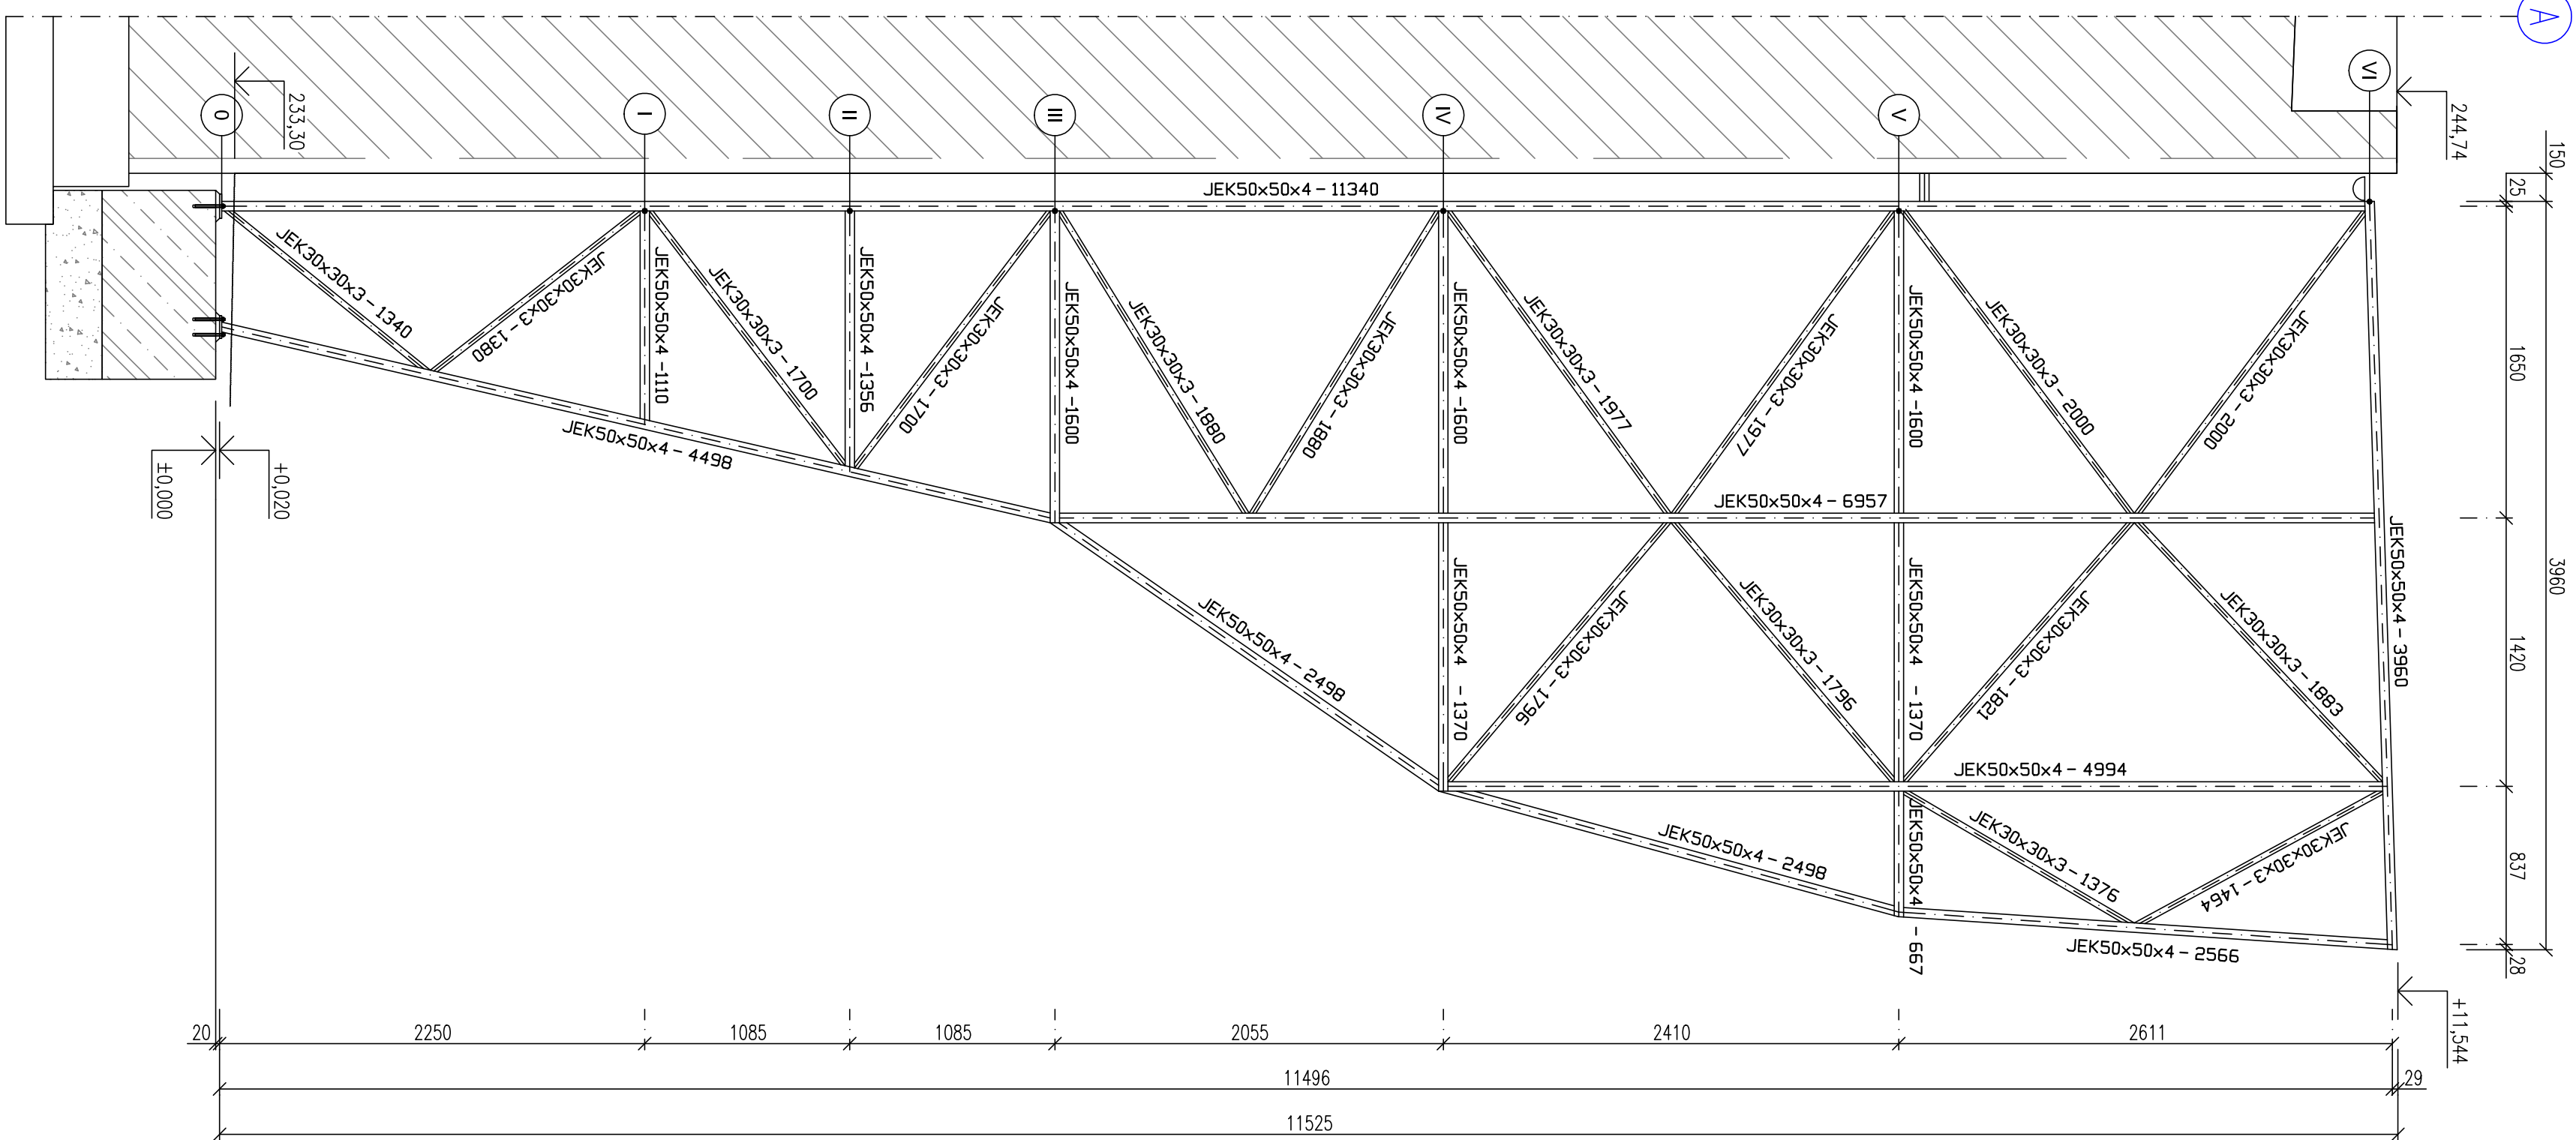 A
VI
244,74
150
25
1650
3960
1420
837
28
+11,544
233,30
0
I
II
III
IV
V
JEK50x50x4 - 11340
JEK30x30x3 - 1340
JEK30x30x3 - 1380
JEK50x50x4 -1110
JEK30x30x3 - 1700
JEK50x50x4 -1356
JEK30x30x3 - 1700
JEK50x50x4 -1600
JEK30x30x3 - 1880
JEK30x30x3 - 1880
JEK50x50x4 -1600
JEK30x30x3 - 1977
JEK30x30x3 - 1977
JEK50x50x4 -1600
JEK30x30x3 - 2000
JEK30x30x3 - 2000
JEK50x50x4 - 4498
JEK50x50x4 - 6957
JEK50x50x4 - 3960
JEK50x50x4 - 2498
JEK50x50x4 - 1370
JEK30x30x3 - 1796
JEK30x30x3 - 1796
JEK50x50x4 - 1370
JEK30x30x3 - 1821
JEK30x30x3 - 1883
JEK50x50x4 - 4994
JEK50x50x4 - 2498
JEK50x50x4 - 667
JEK30x30x3 - 1376
JEK30x30x3 - 1464
JEK50x50x4 - 2566
±0,000
+0,020
20
2250
1085
1085
2055
2410
2611
11496
29
11525